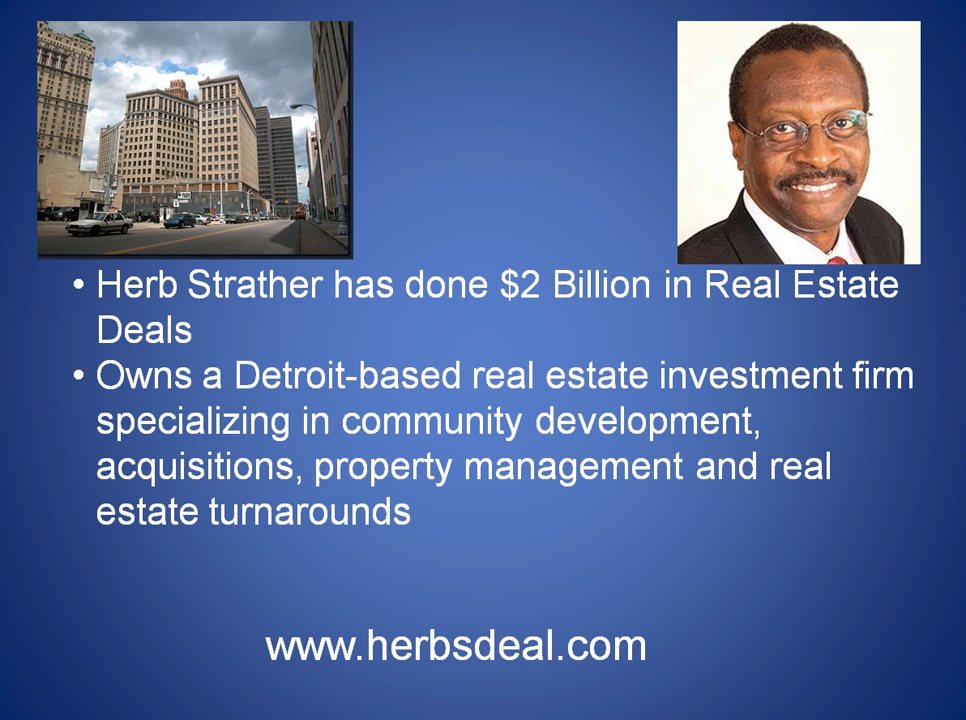 • Herb Strather has done $2 Billion in Real Estate
Deals
• Owns a Detroit-based real estate investment firm
specializing in community development,
acquisitions, property management and real
estate turnarounds
www.herbsdeal.com